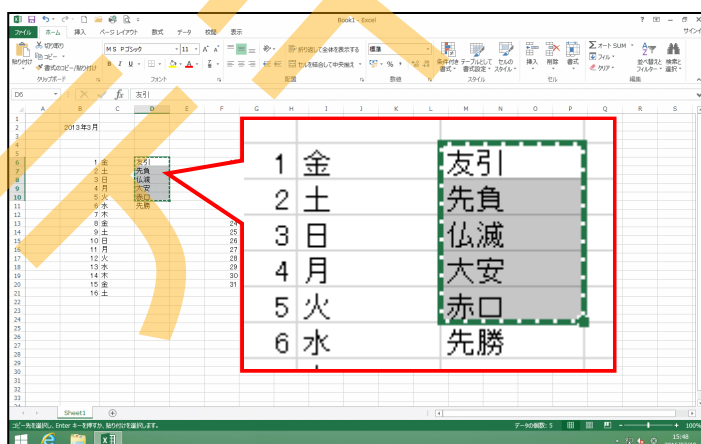 Book1 - Excel
ファイル ホーム 挿入 ページレイアウト 数式 データ 校閲 表示
サインイ
貼り付け
切り取り
コピー
書式のコピー/貼り付け
クリップボード
MS Pゴシック 11
B I U
フォント
折り返して全体を表示する
セルを結合して中央揃え
配置
標準
数値
条件付き書式 テーブルとして書式設定 セルのスタイル
スタイル
挿入 削除 書式
セル
オート SUM
フィル
クリア
並べ替えとフィルター
検索と選択
編集
D6 fx 友引
A B C D E F G H I J K L M N O P Q R S
2013年3月
1 金 友引
2 土 先負
3 日 仏滅
4 月 大安
5 火 赤口
6 水 先勝
7 木
8 金 24
9 土 25
10 日 26
11 月 27
12 火 28
13 水 29
14 木 30
15 金 31
16 土
1 金 友引
2 土 先負
3 日 仏滅
4 月 大安
5 火 赤口
6 水 先勝
Sheet1
コピー先を選択し、Enter キーを押すか、貼り付けを選択します。
データの個数: 5
100%
15:48